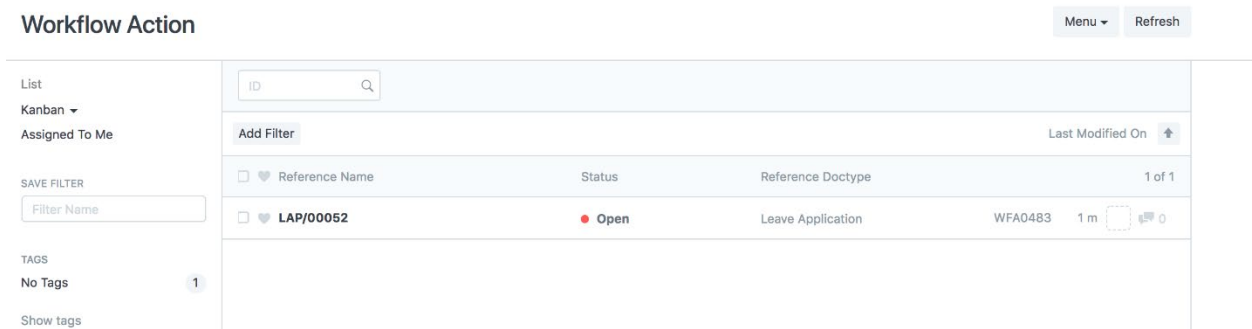 Workflow Action
Menu
Refresh
List
Kanban
Assigned To Me
SAVE FILTER
Filter Name
TAGS
No Tags 1
Show tags
ID
Add Filter
Last Modified On
Reference Name Status Reference Doctype 1 of 1
LAP/00052 Open Leave Application WFA0483 1 m 0